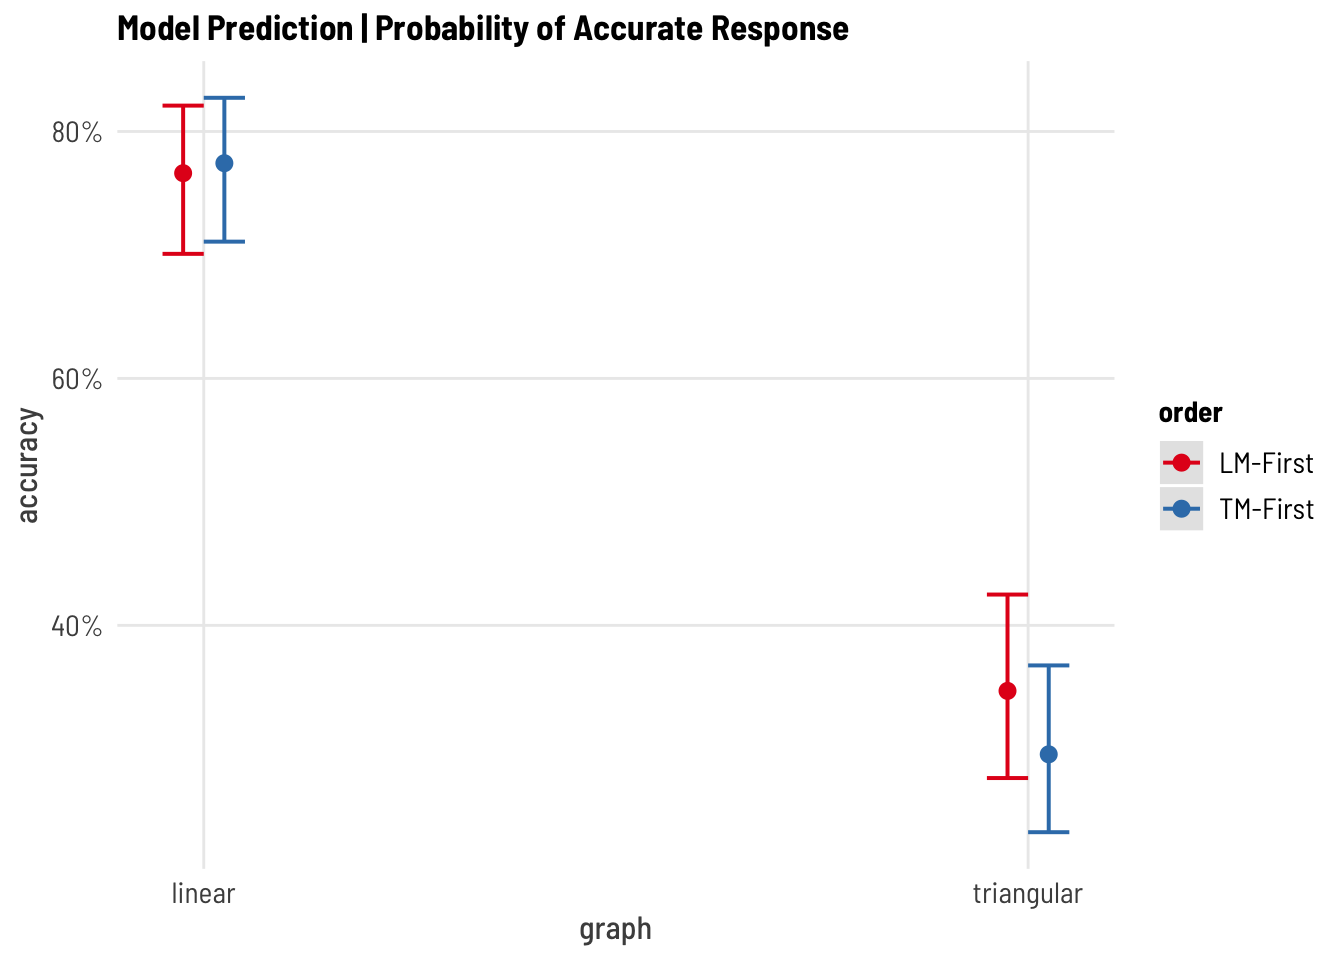 Model Prediction | Probability of Accurate Response
80%
60%
40%
accuracy
linear
triangular
graph
order
LM-First
TM-First